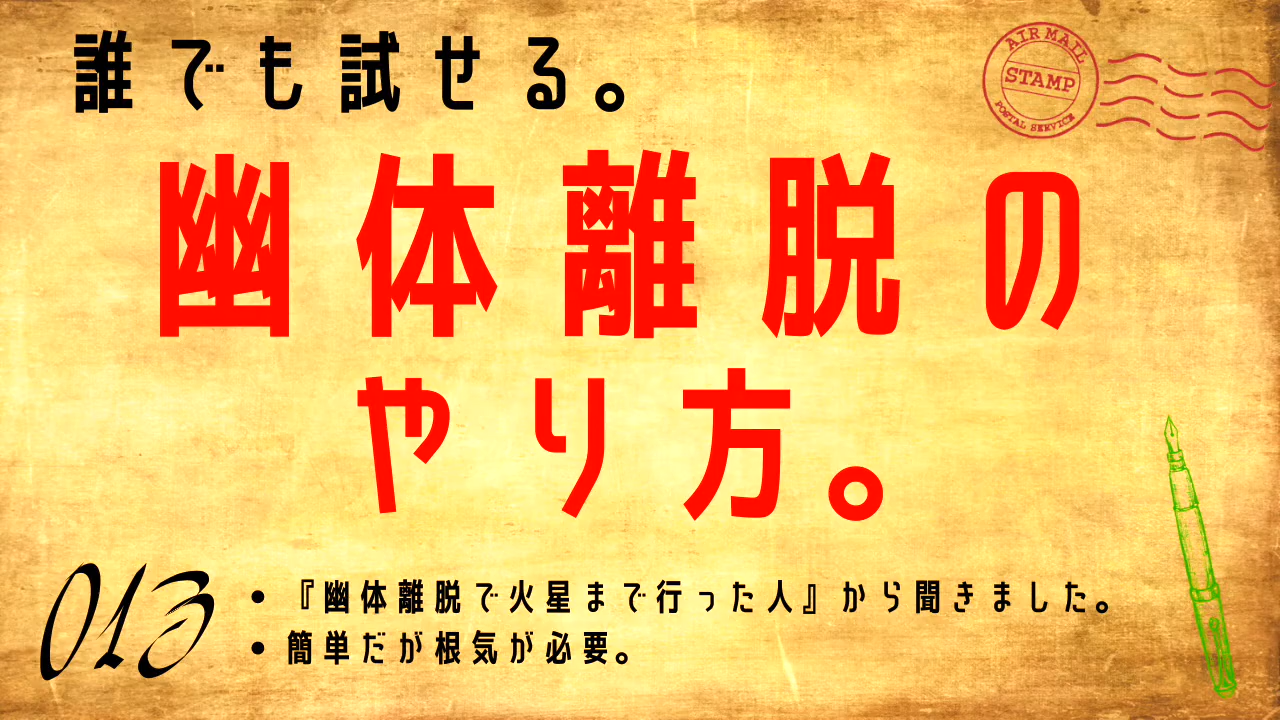 誰でも試せる。
AIR MAIL
STAMP
POSTAL SERVICE
幽体離脱の
やり方。
013
・『幽体離脱で火星まで行った人』から聞きました。
・簡単だが根気が必要。